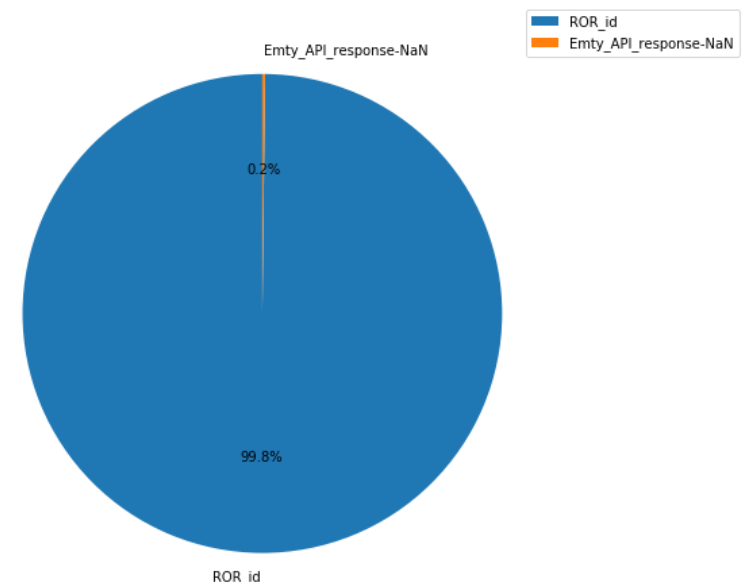 ROR_id
Emty_API_response-NaN
Emty_API_response-NaN
0.2%
99.8%
ROR_id